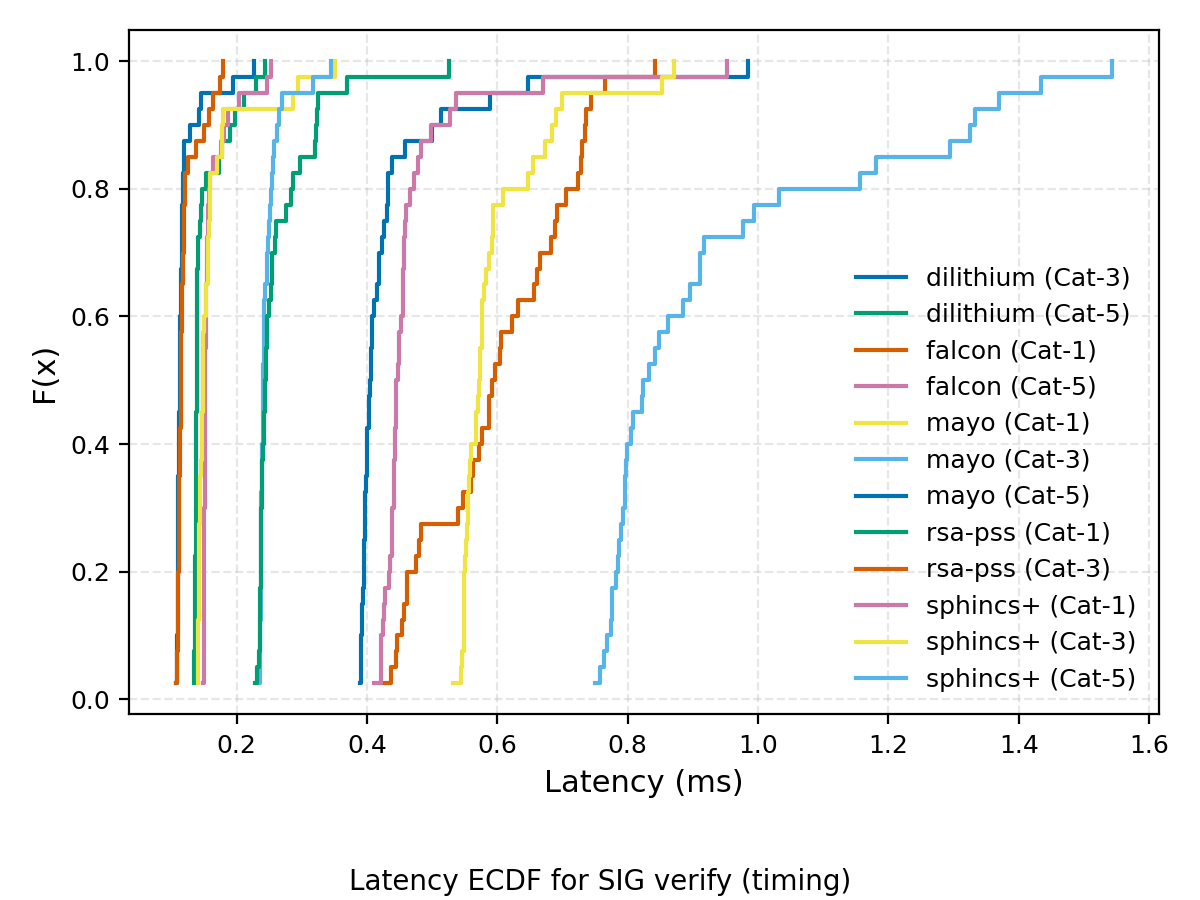 1.0
0.8
0.6
0.4
0.2
0.0
F(x)
dilithium (Cat-3)
dilithium (Cat-5)
falcon (Cat-1)
falcon (Cat-5)
mayo (Cat-1)
mayo (Cat-3)
mayo (Cat-5)
rsa-pss (Cat-1)
rsa-pss (Cat-3)
sphincs+ (Cat-1)
sphincs+ (Cat-3)
sphincs+ (Cat-5)
0.2 0.4 0.6 0.8 1.0 1.2 1.4 1.6
Latency (ms)
Latency ECDF for SIG verify (timing)